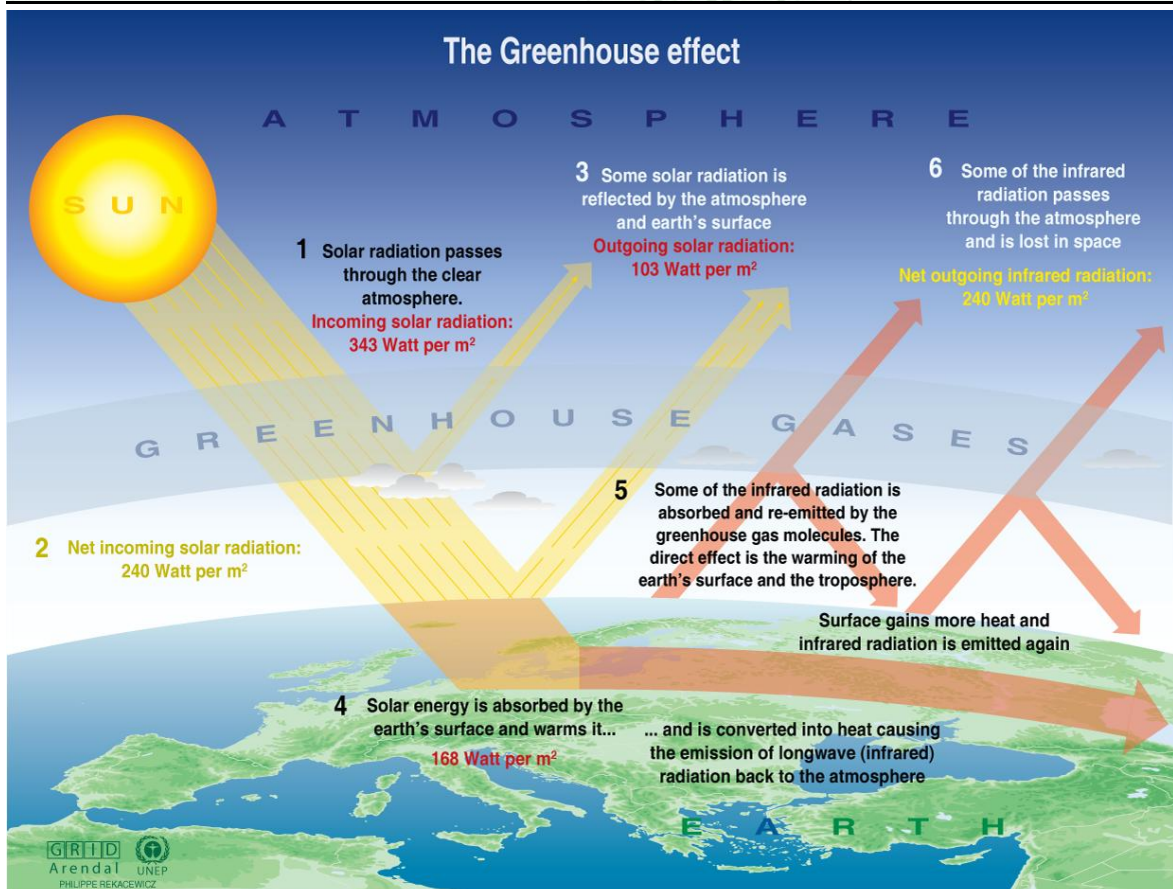 The Greenhouse effect
A T M O S P H E R E
S U N
1 Solar radiation passes
through the clear
atmosphere.
Incoming solar radiation:
343 Watt per m²
3 Some solar radiation is
reflected by the atmosphere
and earth's surface
Outgoing solar radiation:
103 Watt per m²
6 Some of the infrared
radiation passes
through the atmosphere
and is lost in space
Net outgoing infrared radiation:
240 Watt per m²
G R E E N H O U S E G A S E S
2 Net incoming solar radiation:
240 Watt per m²
5 Some of the infrared radiation is
absorbed and re-emitted by the
greenhouse gas molecules. The
direct effect is the warming of the
earth's surface and the troposphere.
Surface gains more heat and
infrared radiation is emitted again
4 Solar energy is absorbed by the
earth's surface and warms it...
168 Watt per m²
... and is converted into heat causing
the emission of longwave (infrared)
radiation back to the atmosphere
E A R T H
GRID
Arendal UNEP
PHILIPPE REKACEWICZ